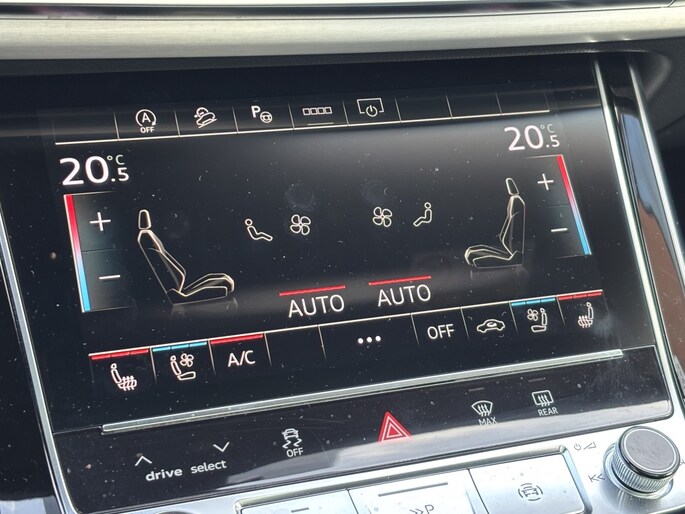 A
OFF
P
20.5°C
20.5°C
+
−
+
−
AUTO AUTO
A/C
...
OFF
OFF
MAX
REAR
drive select
−
>>P